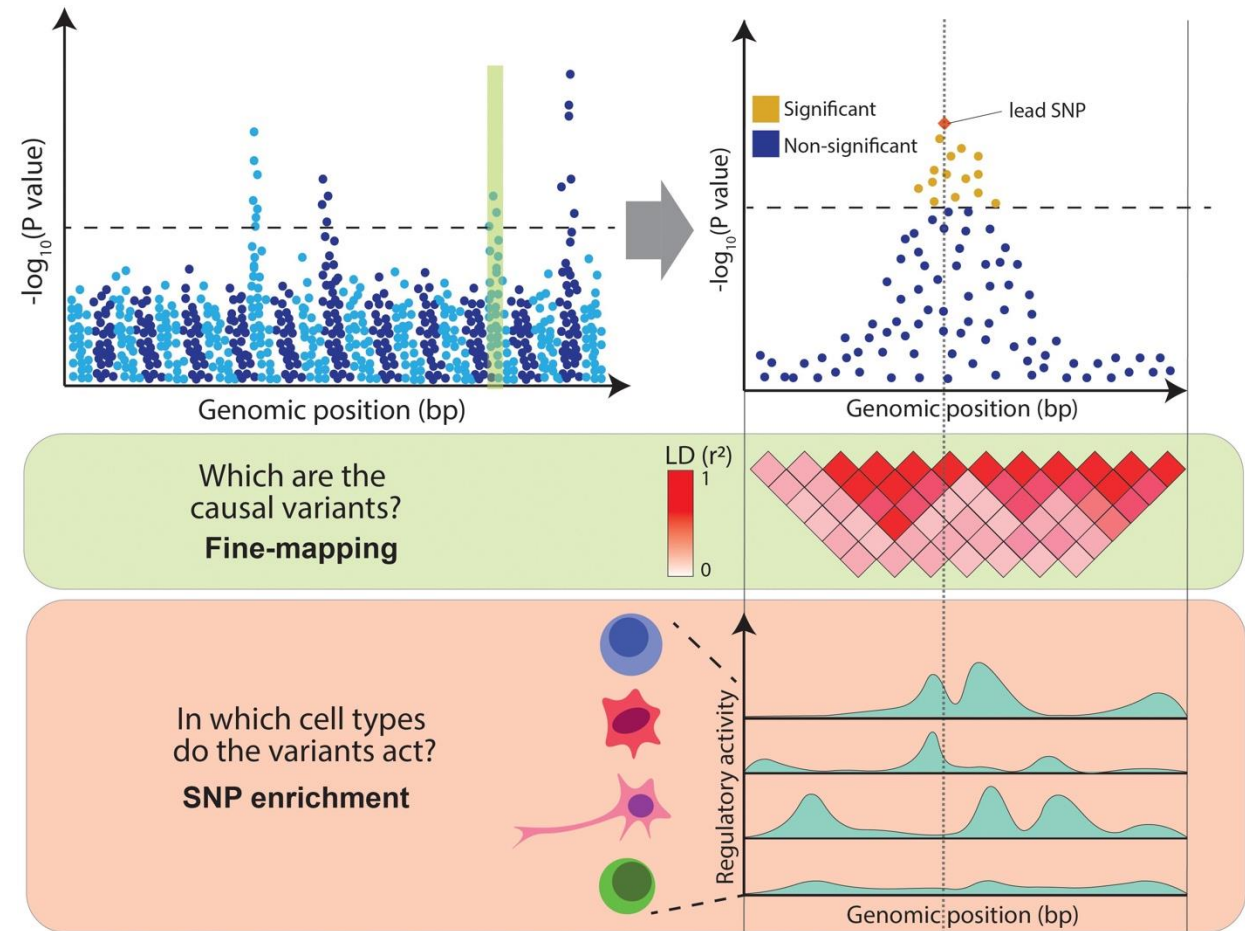 -log₁₀(P value)
Genomic position (bp)
Significant
Non-significant
lead SNP
-log₁₀(P value)
Genomic position (bp)
Which are the
causal variants?
Fine-mapping
LD (r²)
1
0
In which cell types
do the variants act?
SNP enrichment
Regulatory activity
Genomic position (bp)